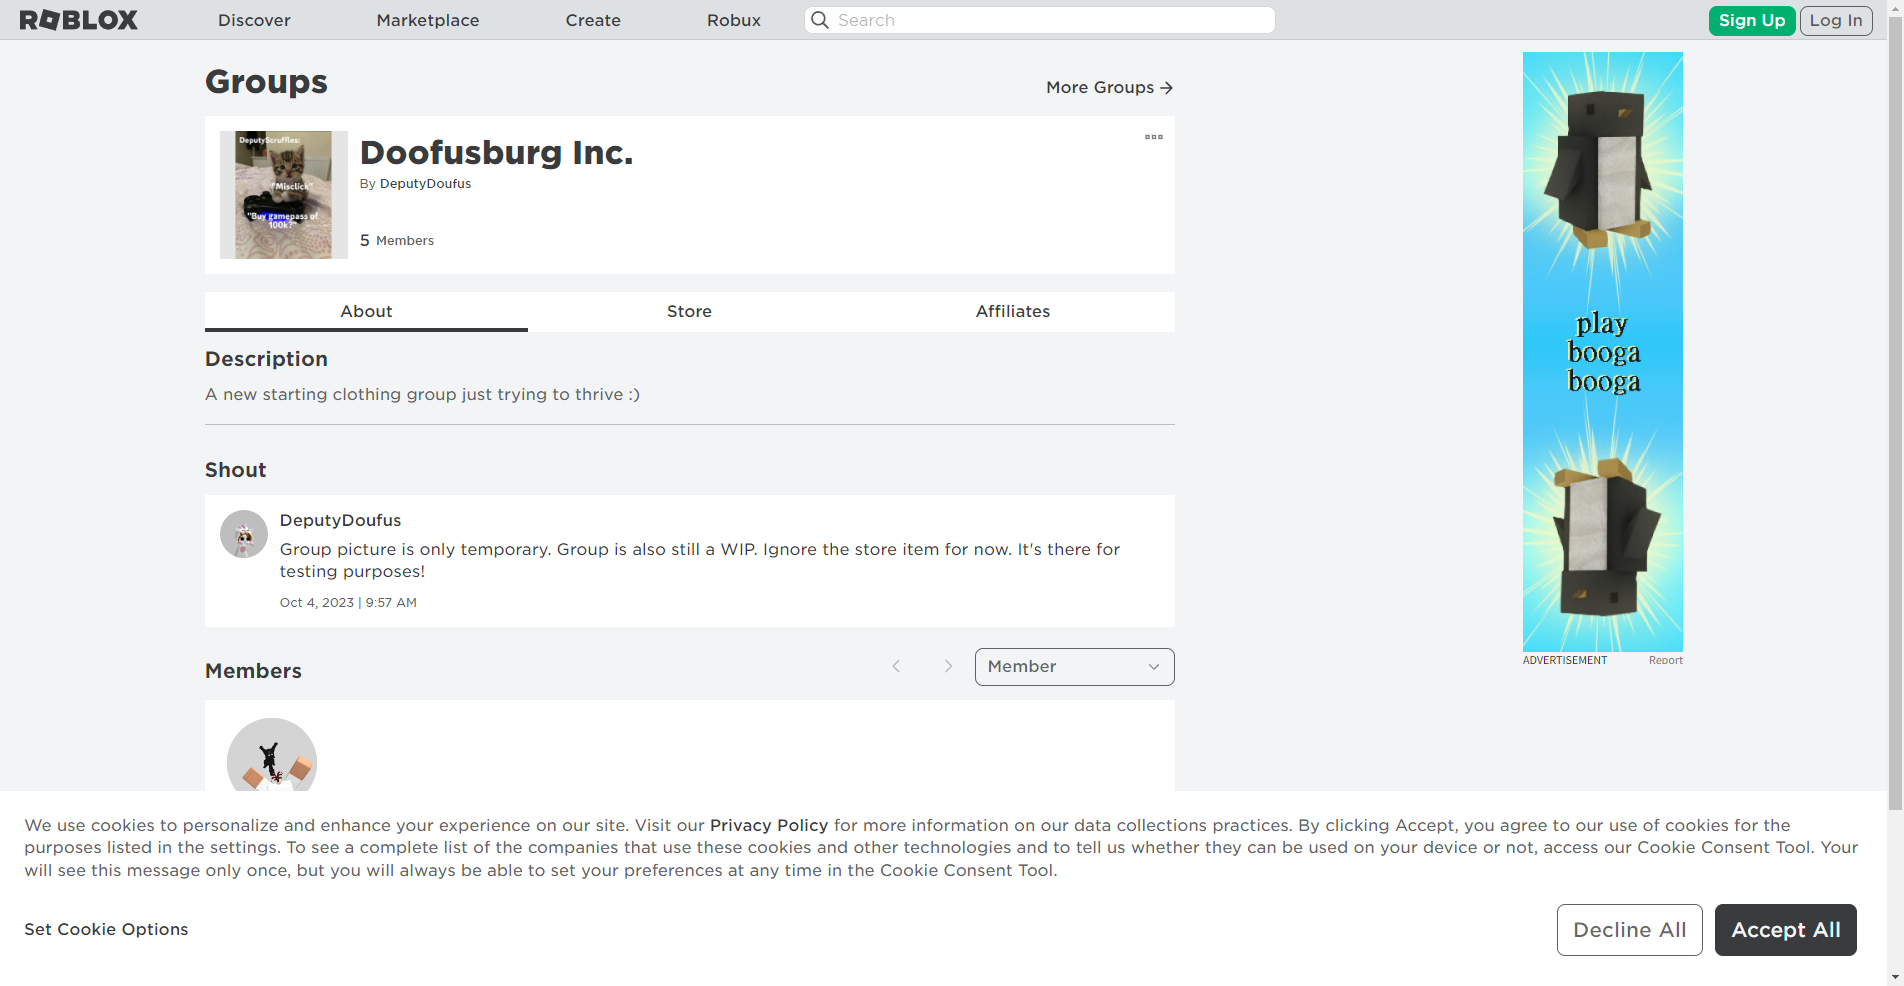 ROBLOX
Discover
Marketplace
Create
Robux
Search
Sign Up
Log In
Groups
More Groups
DeputyScruffles:
"Misclick"
"Buy gamepass of
100k?"
Doofusburg Inc.
By DeputyDoufus
5 Members
About
Store
Affiliates
Description
A new starting clothing group just trying to thrive :)
Shout
DeputyDoufus
Group picture is only temporary. Group is also still a WIP. Ignore the store item for now. It's there for
testing purposes!
Oct 4, 2023 | 9:57 AM
Members
Member
play
booga
booga
ADVERTISEMENT
Report
We use cookies to personalize and enhance your experience on our site. Visit our Privacy Policy for more information on our data collections practices. By clicking Accept, you agree to our use of cookies for the
purposes listed in the settings. To see a complete list of the companies that use these cookies and other technologies and to tell us whether they can be used on your device or not, access our Cookie Consent Tool. Your
will see this message only once, but you will always be able to set your preferences at any time in the Cookie Consent Tool.
Set Cookie Options
Decline All
Accept All